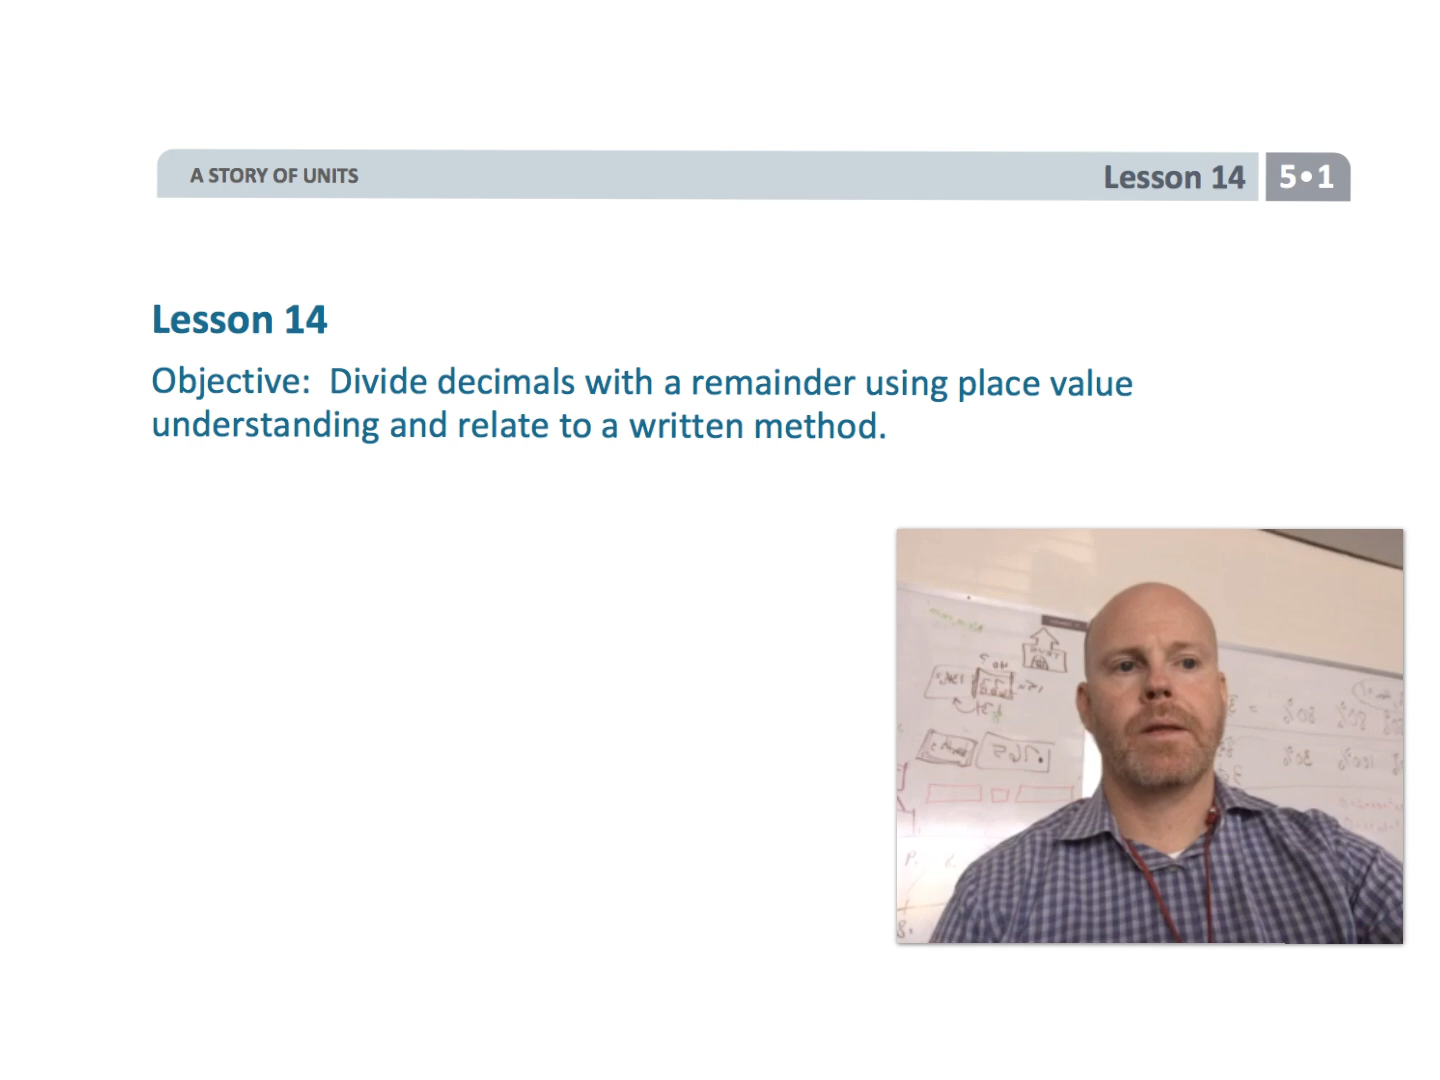 A STORY OF UNITS
Lesson 14
5•1
Lesson 14
Objective: Divide decimals with a remainder using place value
understanding and relate to a written method.